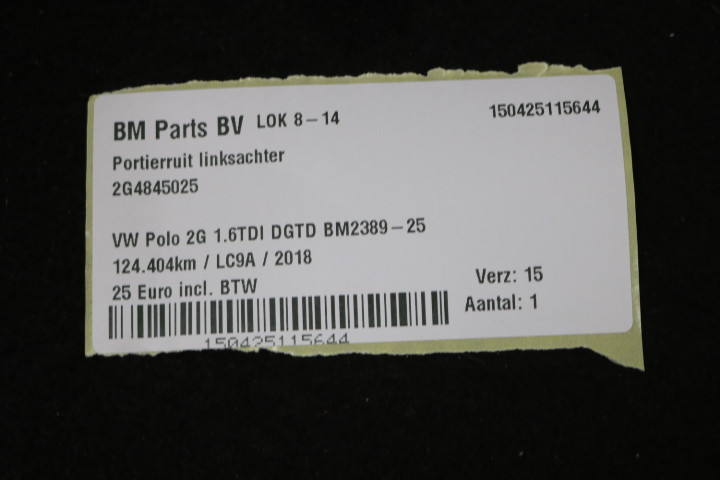 BM Parts BV LOK 8-14 150425115644
Portierruit linksachter
2G4845025
VW Polo 2G 1.6TDI DGTD BM2389-25
124.404km / LC9A / 2018
25 Euro incl. BTW Verz: 15
Aantal: 1
150425115644